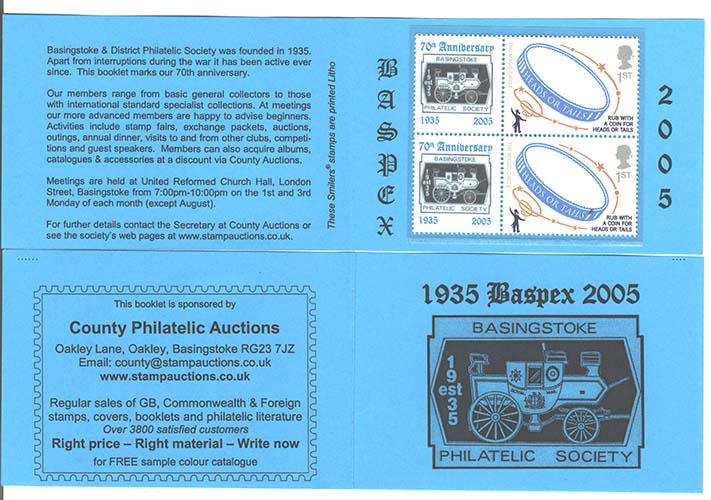 Basingstoke & District Philatelic Society was founded in 1935.
Apart from interruptions during the war it has been active ever
since. This booklet marks our 70th anniversary.
Our members range from basic general collectors to those
with international standard specialist collections. At meetings
our more advanced members are happy to advise beginners.
Activities include stamp fairs, exchange packets, auctions,
outings, annual dinner, visits to and from other clubs, competi-
tions and guest speakers. Members can also acquire albums,
catalogues & accessories at a discount via County Auctions.
Meetings are held at United Reformed Church Hall, London
Street, Basingstoke from 7:00pm-10:00pm on the 1st and 3rd
Monday of each month (except August).
For further details contact the Secretary at County Auctions or
see the society's web pages at www.stampauctions.co.uk.
These Smilers® stamps are printed Litho
BASPEX
70th Anniversary
BASINGSTOKE
19
est
35
PHILATELIC SOCIETY
1935 2005
THE MAGIC CIRCLE
HEADS OR TAILS
1ST
RUB WITH
A COIN FOR
HEADS OR TAILS
70th Anniversary
BASINGSTOKE
19
est
35
PHILATELIC SOCIETY
1935 2005
THE MAGIC CIRCLE
HEADS OR TAILS
1ST
RUB WITH
A COIN FOR
HEADS OR TAILS
2005
This booklet is sponsored by
County Philatelic Auctions
Oakley Lane, Oakley, Basingstoke RG23 7JZ
Email: county@stampauctions.co.uk
www.stampauctions.co.uk
Regular sales of GB, Commonwealth & Foreign
stamps, covers, booklets and philatelic literature
Over 3800 satisfied customers
Right price – Right material – Write now
for FREE sample colour catalogue
1935 Baspex 2005
BASINGSTOKE
19
est
35
PHILATELIC SOCIETY